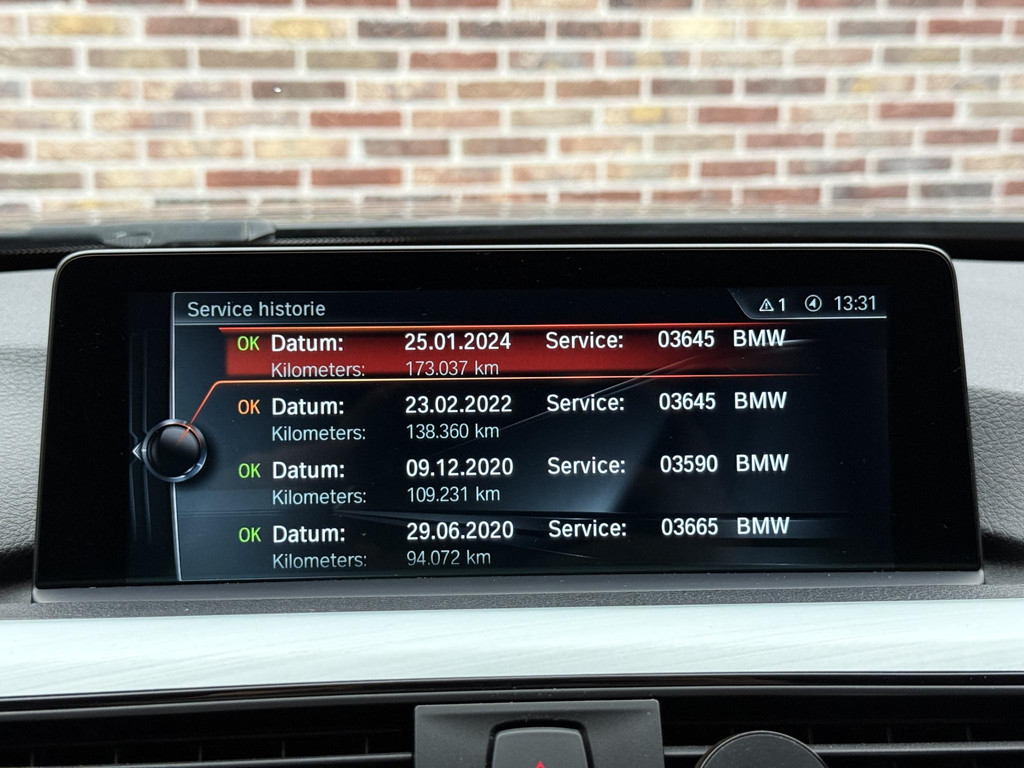 Service historie 1 13:31
OK Datum: 25.01.2024 Service: 03645 BMW
Kilometers: 173.037 km
OK Datum: 23.02.2022 Service: 03645 BMW
Kilometers: 138.360 km
OK Datum: 09.12.2020 Service: 03590 BMW
Kilometers: 109.231 km
OK Datum: 29.06.2020 Service: 03665 BMW
Kilometers: 94.072 km